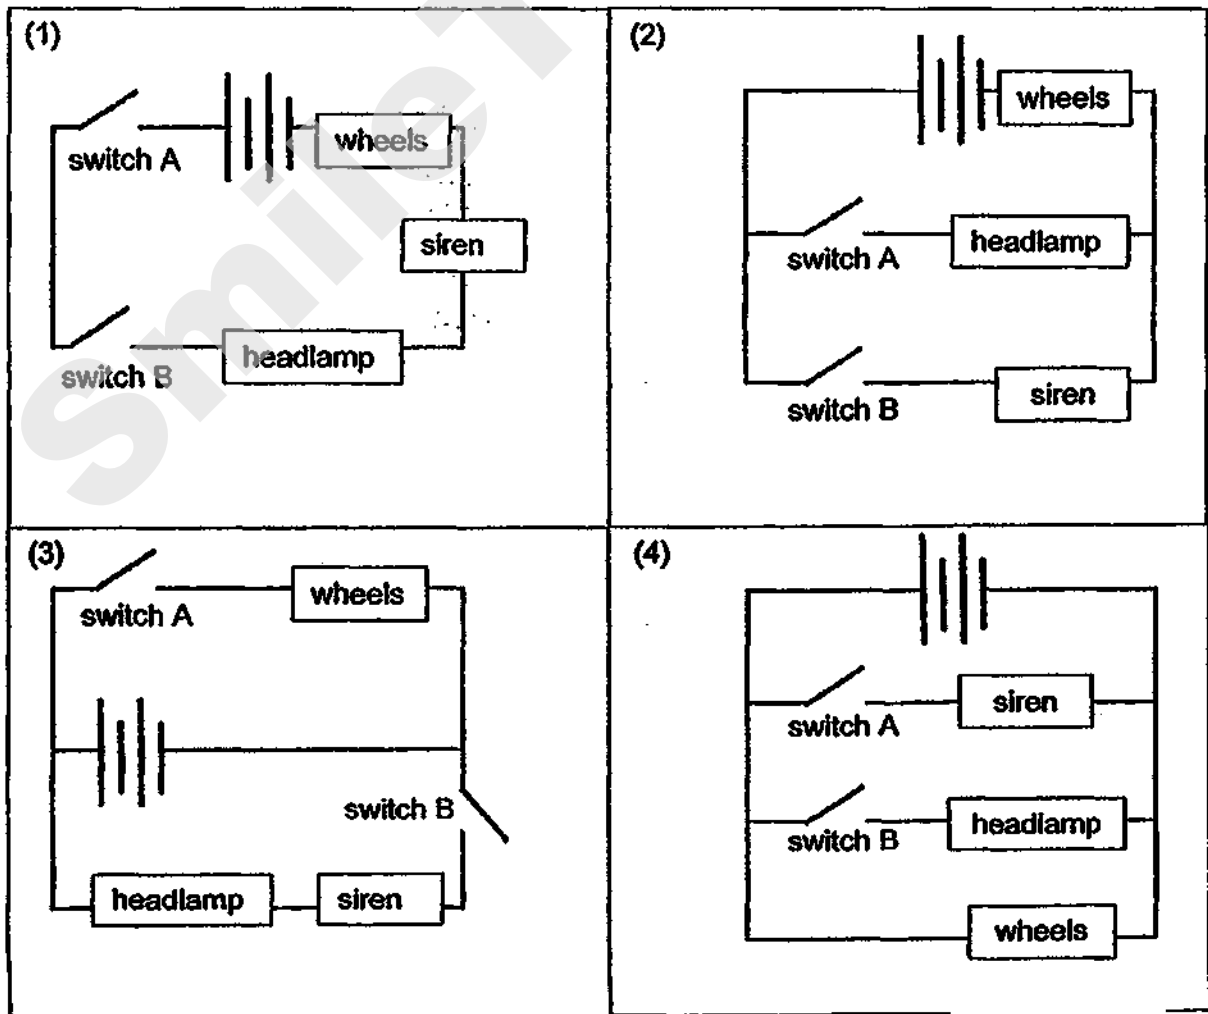 (1)
switch A
wheels
siren
switch B
headlamp
(2)
wheels
switch A
headlamp
switch B
siren
(3)
switch A
wheels
switch B
headlamp
siren
(4)
switch A
siren
switch B
headlamp
wheels
Smile T